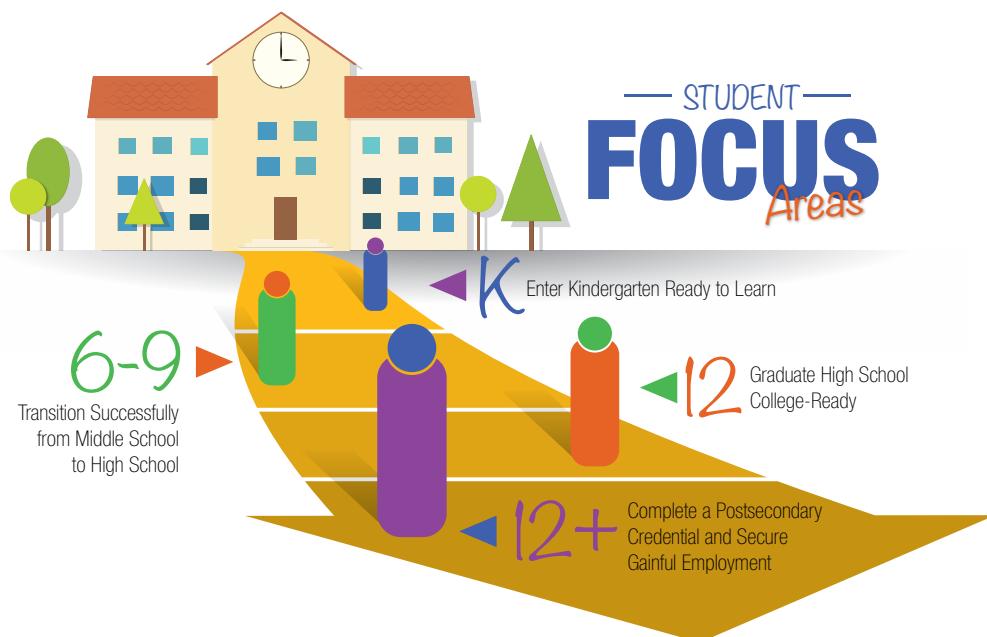 STUDENT
FOCUS
Areas
K
Enter Kindergarten Ready to Learn
6-9
Transition Successfully
from Middle School
to High School
12
Graduate High School
College-Ready
12+
Complete a Postsecondary
Credential and Secure
Gainful Employment